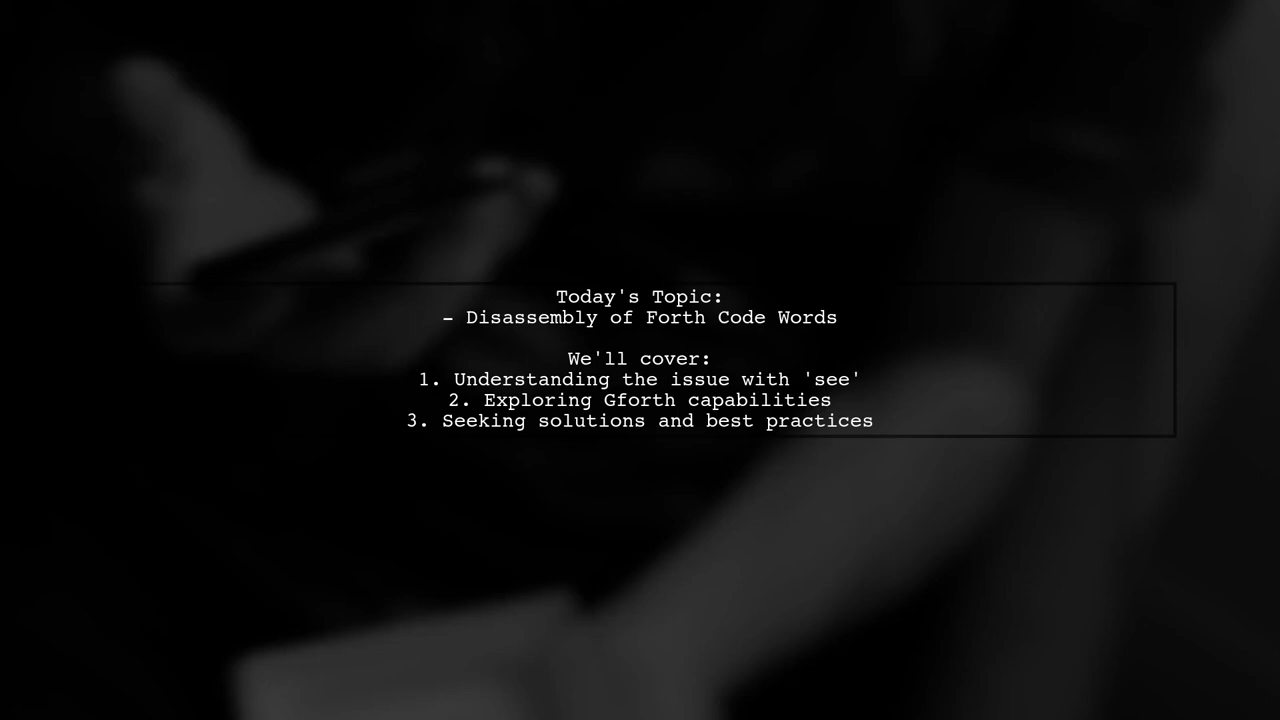 Today's Topic:
- Disassembly of Forth Code Words
We'll cover:
1. Understanding the issue with 'see'
2. Exploring Gforth capabilities
3. Seeking solutions and best practices